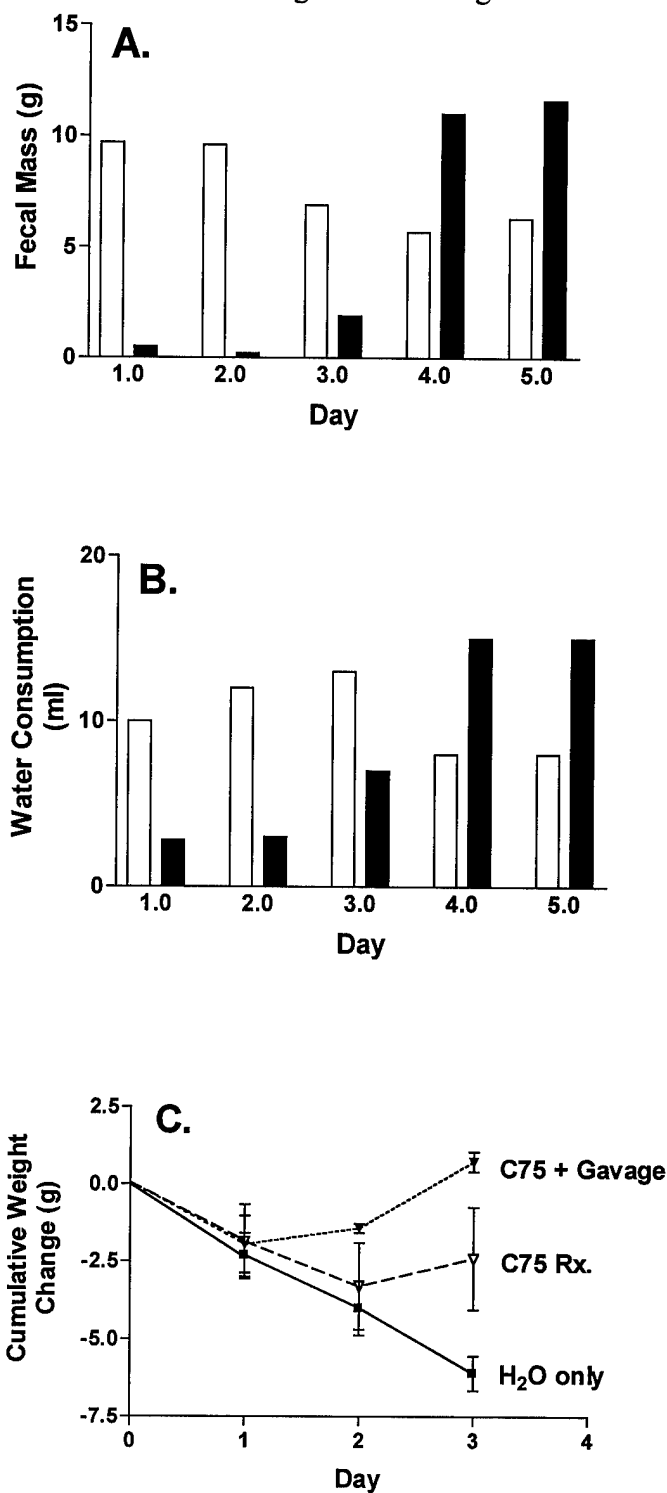 A.
15
10
5
0
Fecal Mass (g)
1.0 2.0 3.0 4.0 5.0
Day
B.
20
10
0
Water Consumption
(ml)
1.0 2.0 3.0 4.0 5.0
Day
C.
2.5
0.0
-2.5
-5.0
-7.5
Cumulative Weight
Change (g)
C75 + Gavage
C75 Rx.
H₂O only
0 1 2 3 4
Day